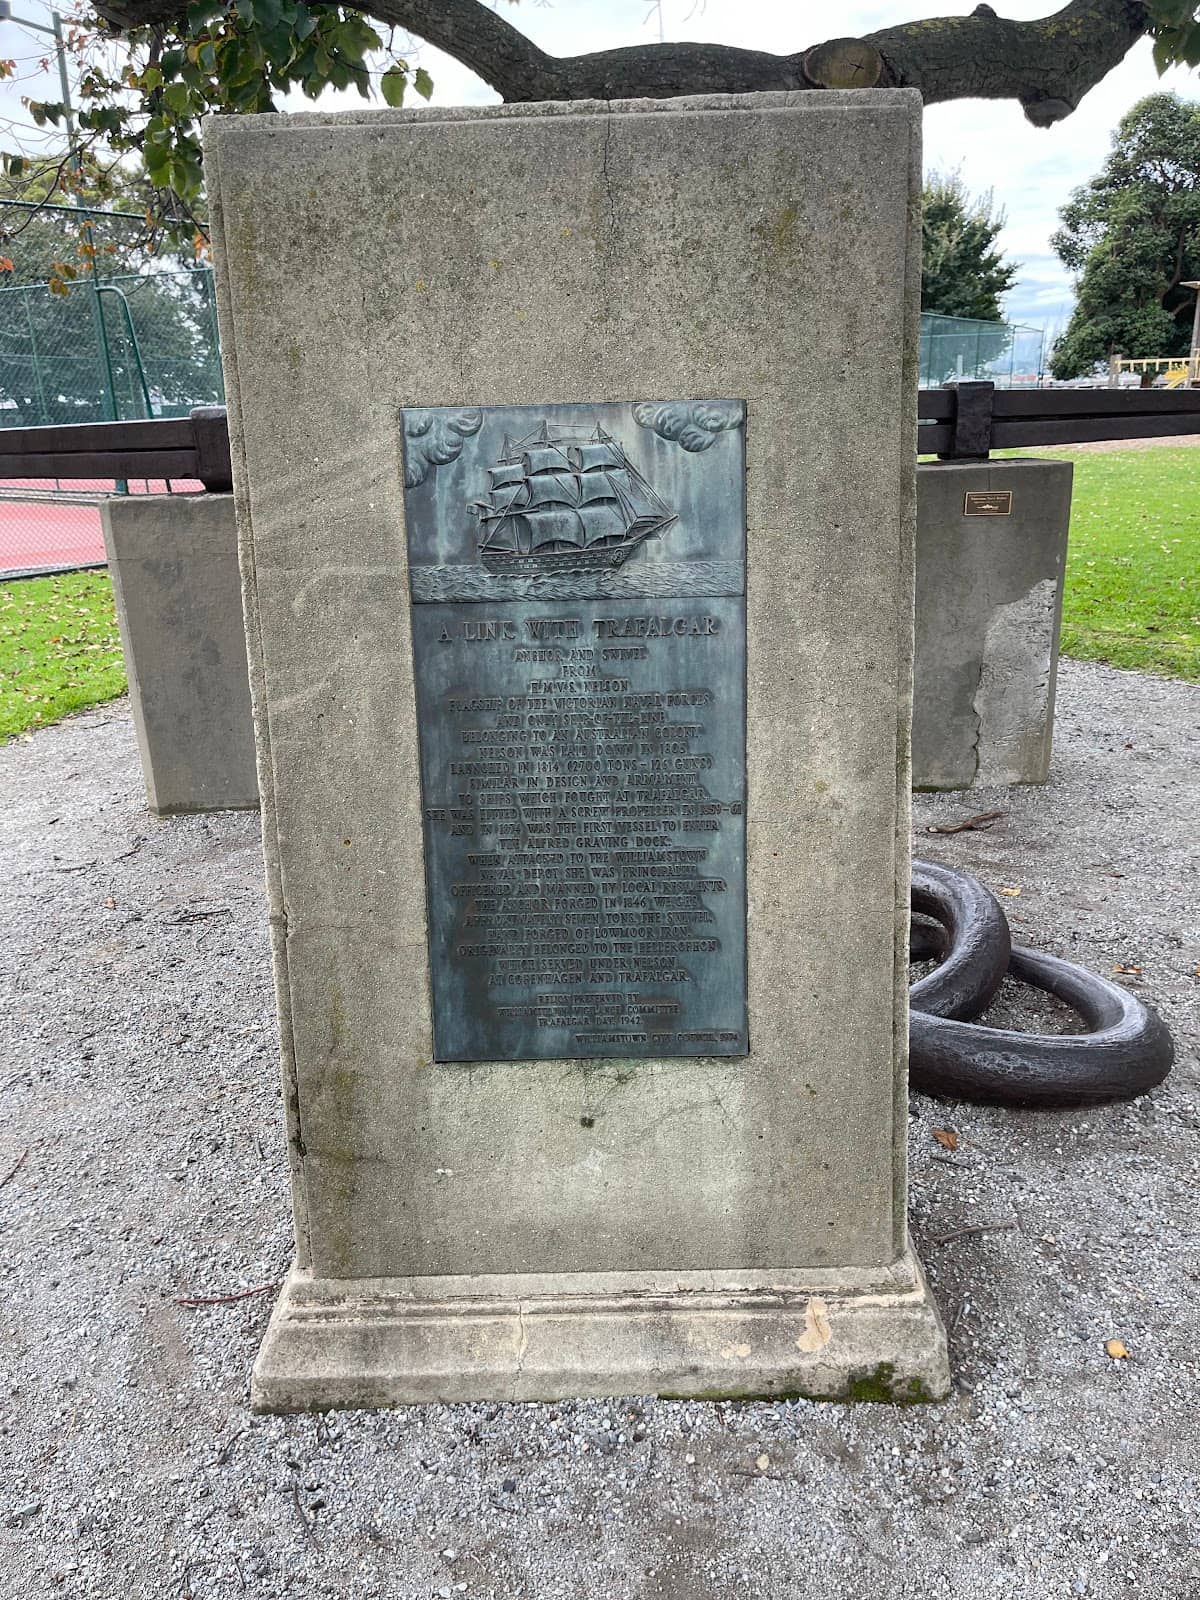 A LINK WITH TRAFALGAR
ANCHOR AND SWIVEL
FROM
H.M.V.S. NELSON
FLAGSHIP OF THE VICTORIAN NAVAL FORCES
AND ONLY SHIP-OF-THE-LINE
BELONGING TO AN AUSTRALIAN COLONY.
NELSON WAS LAID DOWN IN 1805
LAUNCHED IN 1814 (2700 TONS - 126 GUNS)
SIMILAR IN DESIGN AND ARMAMENT
TO SHIPS WHICH FOUGHT AT TRAFALGAR.
SHE WAS FITTED WITH A SCREW PROPELLER IN 1859-61
AND IN 1874 WAS THE FIRST VESSEL TO ENTER
THE ALFRED GRAVING DOCK.
WHEN ATTACHED TO THE WILLIAMSTOWN
NAVAL DEPOT SHE WAS PRINCIPALLY
OFFICERED AND MANNED BY LOCAL RESIDENTS.
THE ANCHOR FORGED IN 1846 WEIGHS
APPROXIMATELY SEVEN TONS. THE SWIVEL,
HAND FORGED OF LOWMOOR IRON,
ORIGINALLY BELONGED TO THE BELLEROPHON
WHICH SERVED UNDER NELSON
AT COPENHAGEN AND TRAFALGAR.
RELICS PRESERVED BY
WILLIAMSTOWN VIGILANCE COMMITTEE
TRAFALGAR DAY, 1942.
WILLIAMSTOWN CITY COUNCIL, 1974